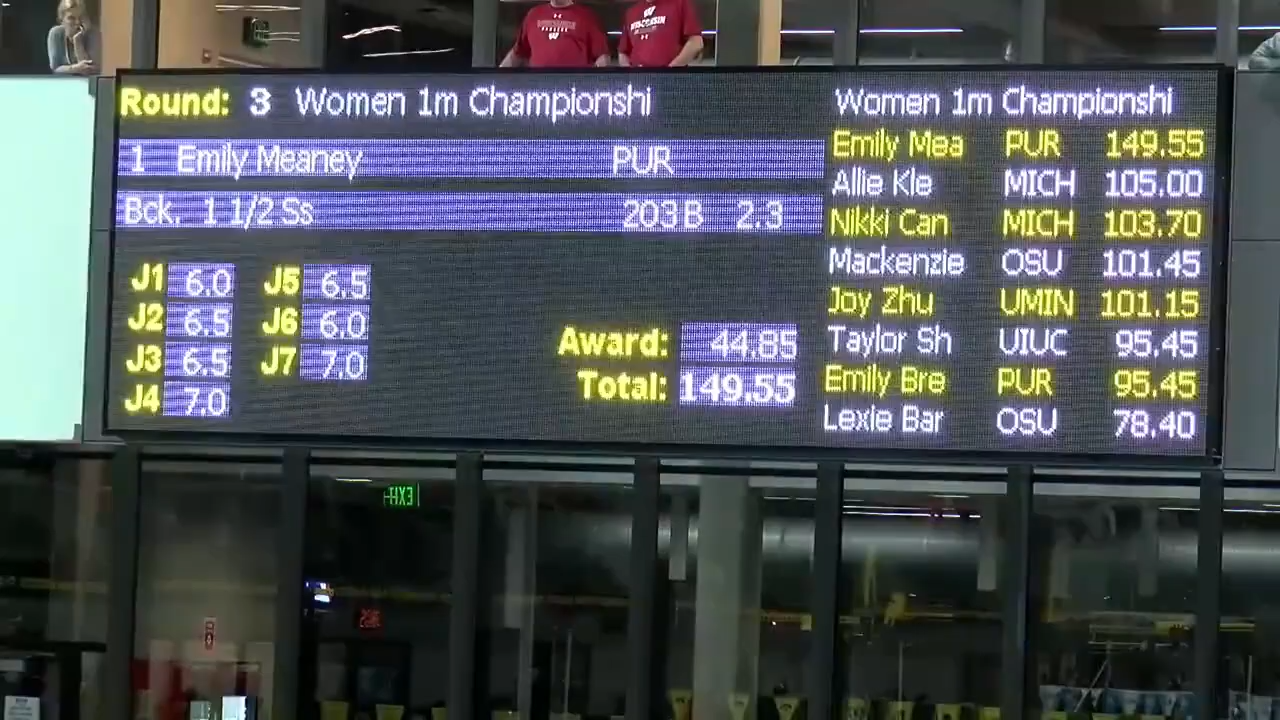 WISCONSIN
Round: 3 Women 1m Championshi
1 Emily Meaney PUR
Bck. 1 1/2 Ss 203B 2.3
J1 6.0 J5 6.5
J2 6.5 J6 6.0
J3 6.5 J7 7.0
J4 7.0
Award: 44.85
Total: 149.55
Women 1m Championshi
Emily Mea PUR 149.55
Allie Kle MICH 105.00
Nikki Can MICH 103.70
Mackenzie OSU 101.45
Joy Zhu UMIN 101.15
Taylor Sh UIUC 95.45
Emily Bre PUR 95.45
Lexie Bar OSU 78.40
EXIT